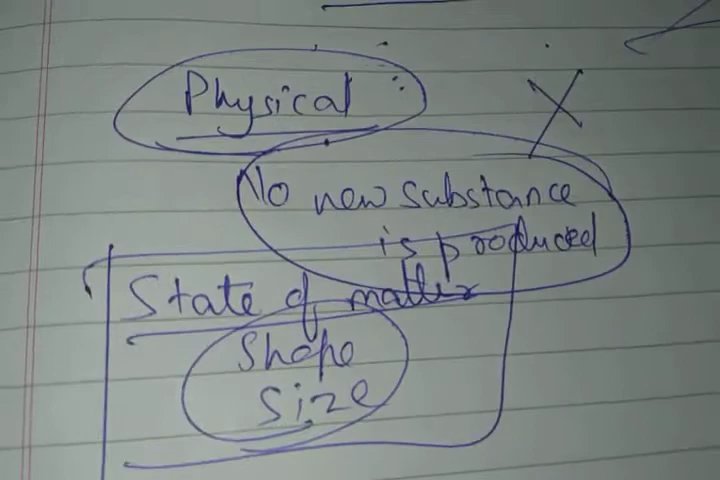 Physical :
No new substance
is produced
State of matter
Shape
Size